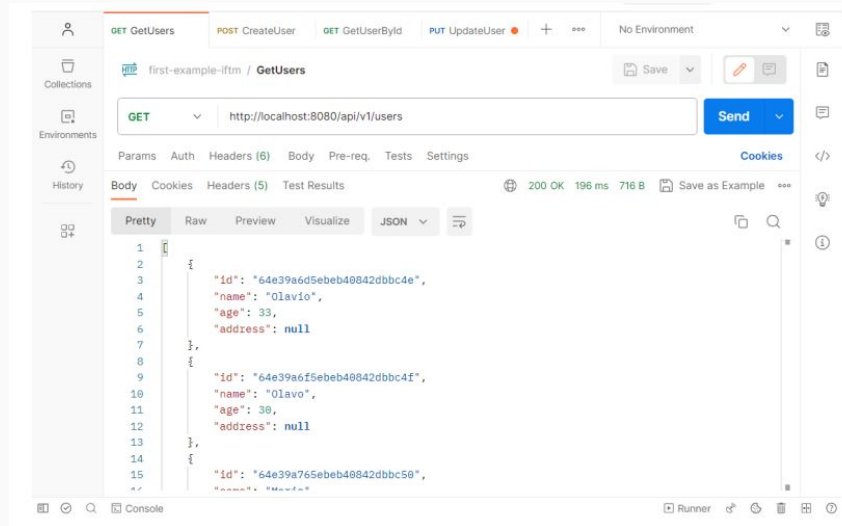 GET GetUsers POST CreateUser GET GetUserById PUT UpdateUser No Environment
HTTP first-example-iftm / GetUsers Save
Collections
GET http://localhost:8080/api/v1/users Send
Environments
Params Auth Headers (6) Body Pre-req. Tests Settings Cookies
History
Body Cookies Headers (5) Test Results 200 OK 196 ms 716 B Save as Example
Pretty Raw Preview Visualize JSON
1 [
2 {
3 "id": "64e39a6d5ebeb40842dbbc4e",
4 "name": "Olavio",
5 "age": 33,
6 "address": null
7 },
8 {
9 "id": "64e39a6f5ebeb40842dbbc4f",
10 "name": "Olavo",
11 "age": 30,
12 "address": null
13 },
14 {
15 "id": "64e39a765ebeb40842dbbc50",
Console Runner